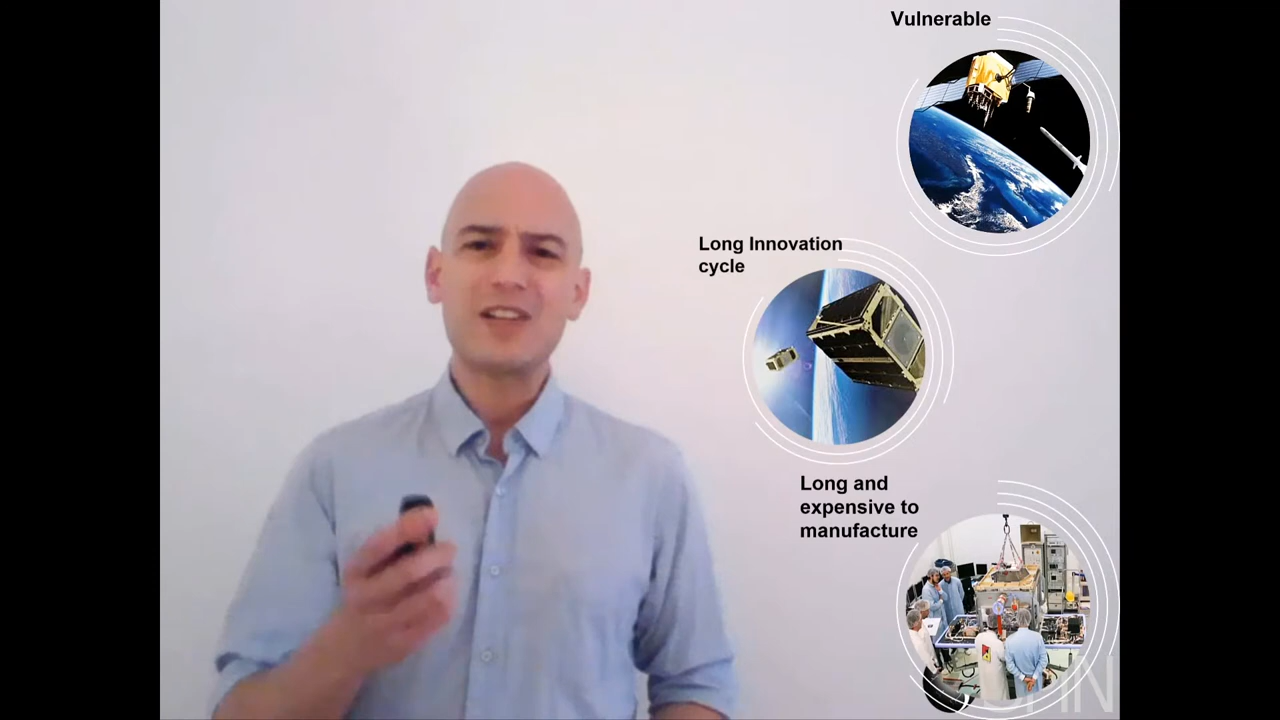 Vulnerable
Long Innovation
cycle
Long and
expensive to
manufacture